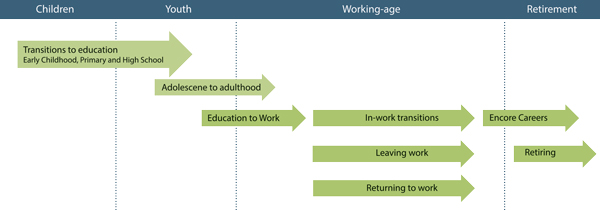 Children
Youth
Working-age
Retirement
Transitions to education
Early Childhood, Primary and High School
Adolescene to adulthood
Education to Work
In-work transitions
Encore Careers
Leaving work
Retiring
Returning to work